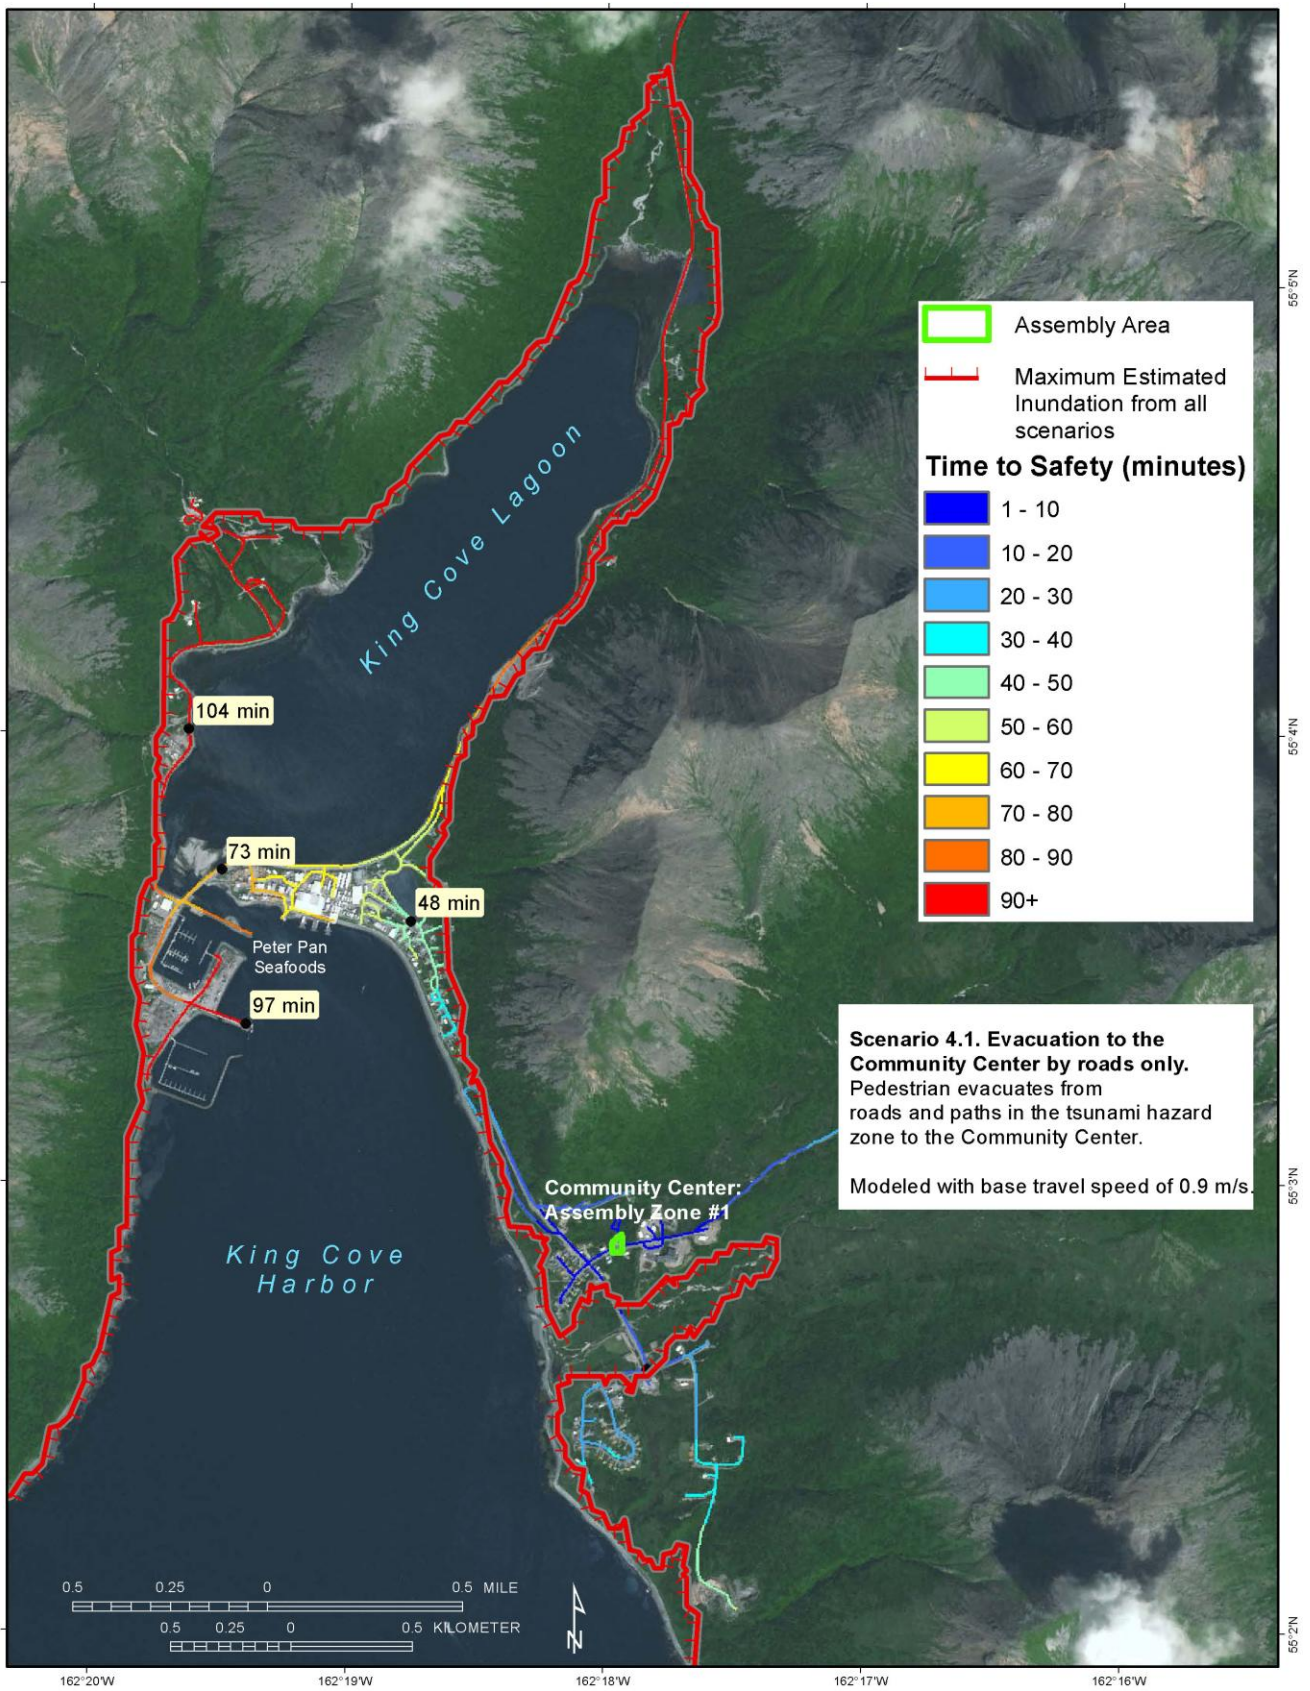 55°5'N
Assembly Area
Maximum Estimated
Inundation from all
scenarios
Time to Safety (minutes)
1 - 10
10 - 20
20 - 30
30 - 40
40 - 50
50 - 60
60 - 70
70 - 80
80 - 90
90+
King Cove Lagoon
104 min
55°4'N
73 min
48 min
Peter Pan
Seafoods
97 min
Scenario 4.1. Evacuation to the
Community Center by roads only.
Pedestrian evacuates from
roads and paths in the tsunami hazard
zone to the Community Center.
Modeled with base travel speed of 0.9 m/s.
55°3'N
Community Center:
Assembly Zone #1
King Cove
Harbor
0.5 0.25 0 0.5 MILE
0.5 0.25 0 0.5 KILOMETER
N
55°2'N
162°20'W 162°19'W 162°18'W 162°17'W 162°16'W